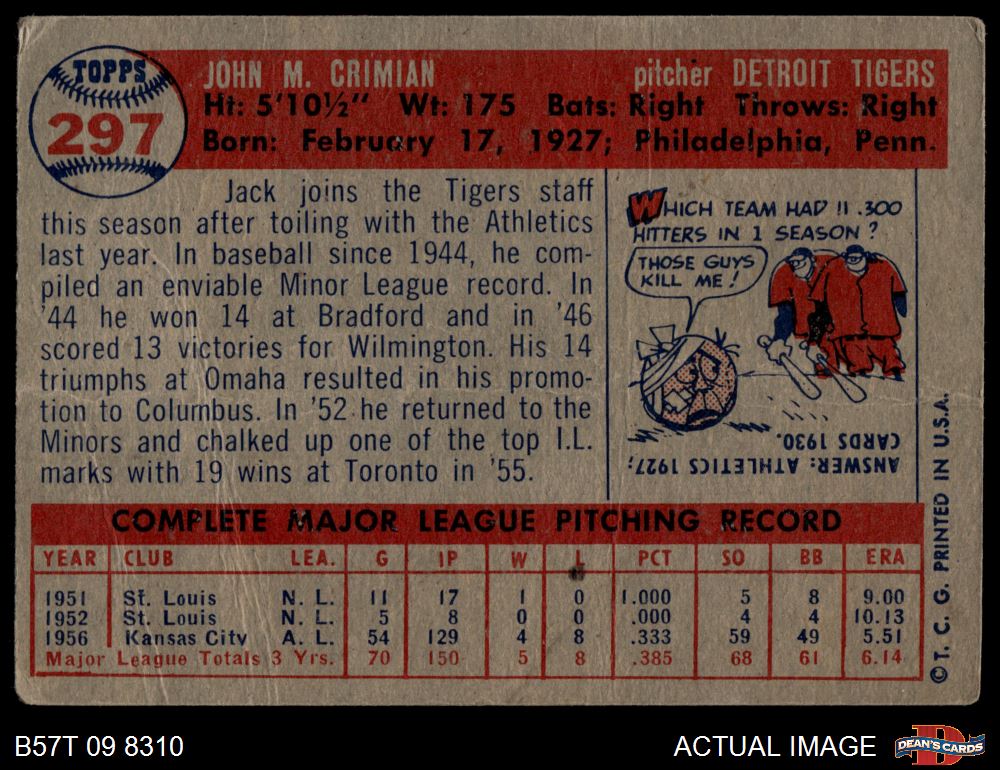 TOPPS
297
JOHN M. CRIMIAN pitcher DETROIT TIGERS
Ht: 5'10½" Wt: 175 Bats: Right Throws: Right
Born: February 17, 1927; Philadelphia, Penn.
Jack joins the Tigers staff
this season after toiling with the Athletics
last year. In baseball since 1944, he com-
piled an enviable Minor League record. In
'44 he won 14 at Bradford and in '46
scored 13 victories for Wilmington. His 14
triumphs at Omaha resulted in his promo-
tion to Columbus. In '52 he returned to the
Minors and chalked up one of the top I.L.
marks with 19 wins at Toronto in '55.
WHICH TEAM HAD 11 .300
HITTERS IN 1 SEASON?
THOSE GUYS
KILL ME!
ANSWER: ATHLETICS 1927;
CARDS 1930.
COMPLETE MAJOR LEAGUE PITCHING RECORD
YEAR CLUB LEA. G IP W L PCT SO BB ERA
1951 St. Louis N. L. 11 17 1 0 1.000 5 8 9.00
1952 St. Louis N. L. 5 8 0 0 .000 4 4 10.13
1956 Kansas City A. L. 54 129 4 8 .333 59 49 5.51
Major League Totals 3 Yrs. 70 150 5 8 .385 68 61 6.14
© T. C. G. PRINTED IN U.S.A.
B57T 09 8310
ACTUAL IMAGE
D
DEAN'S CARDS